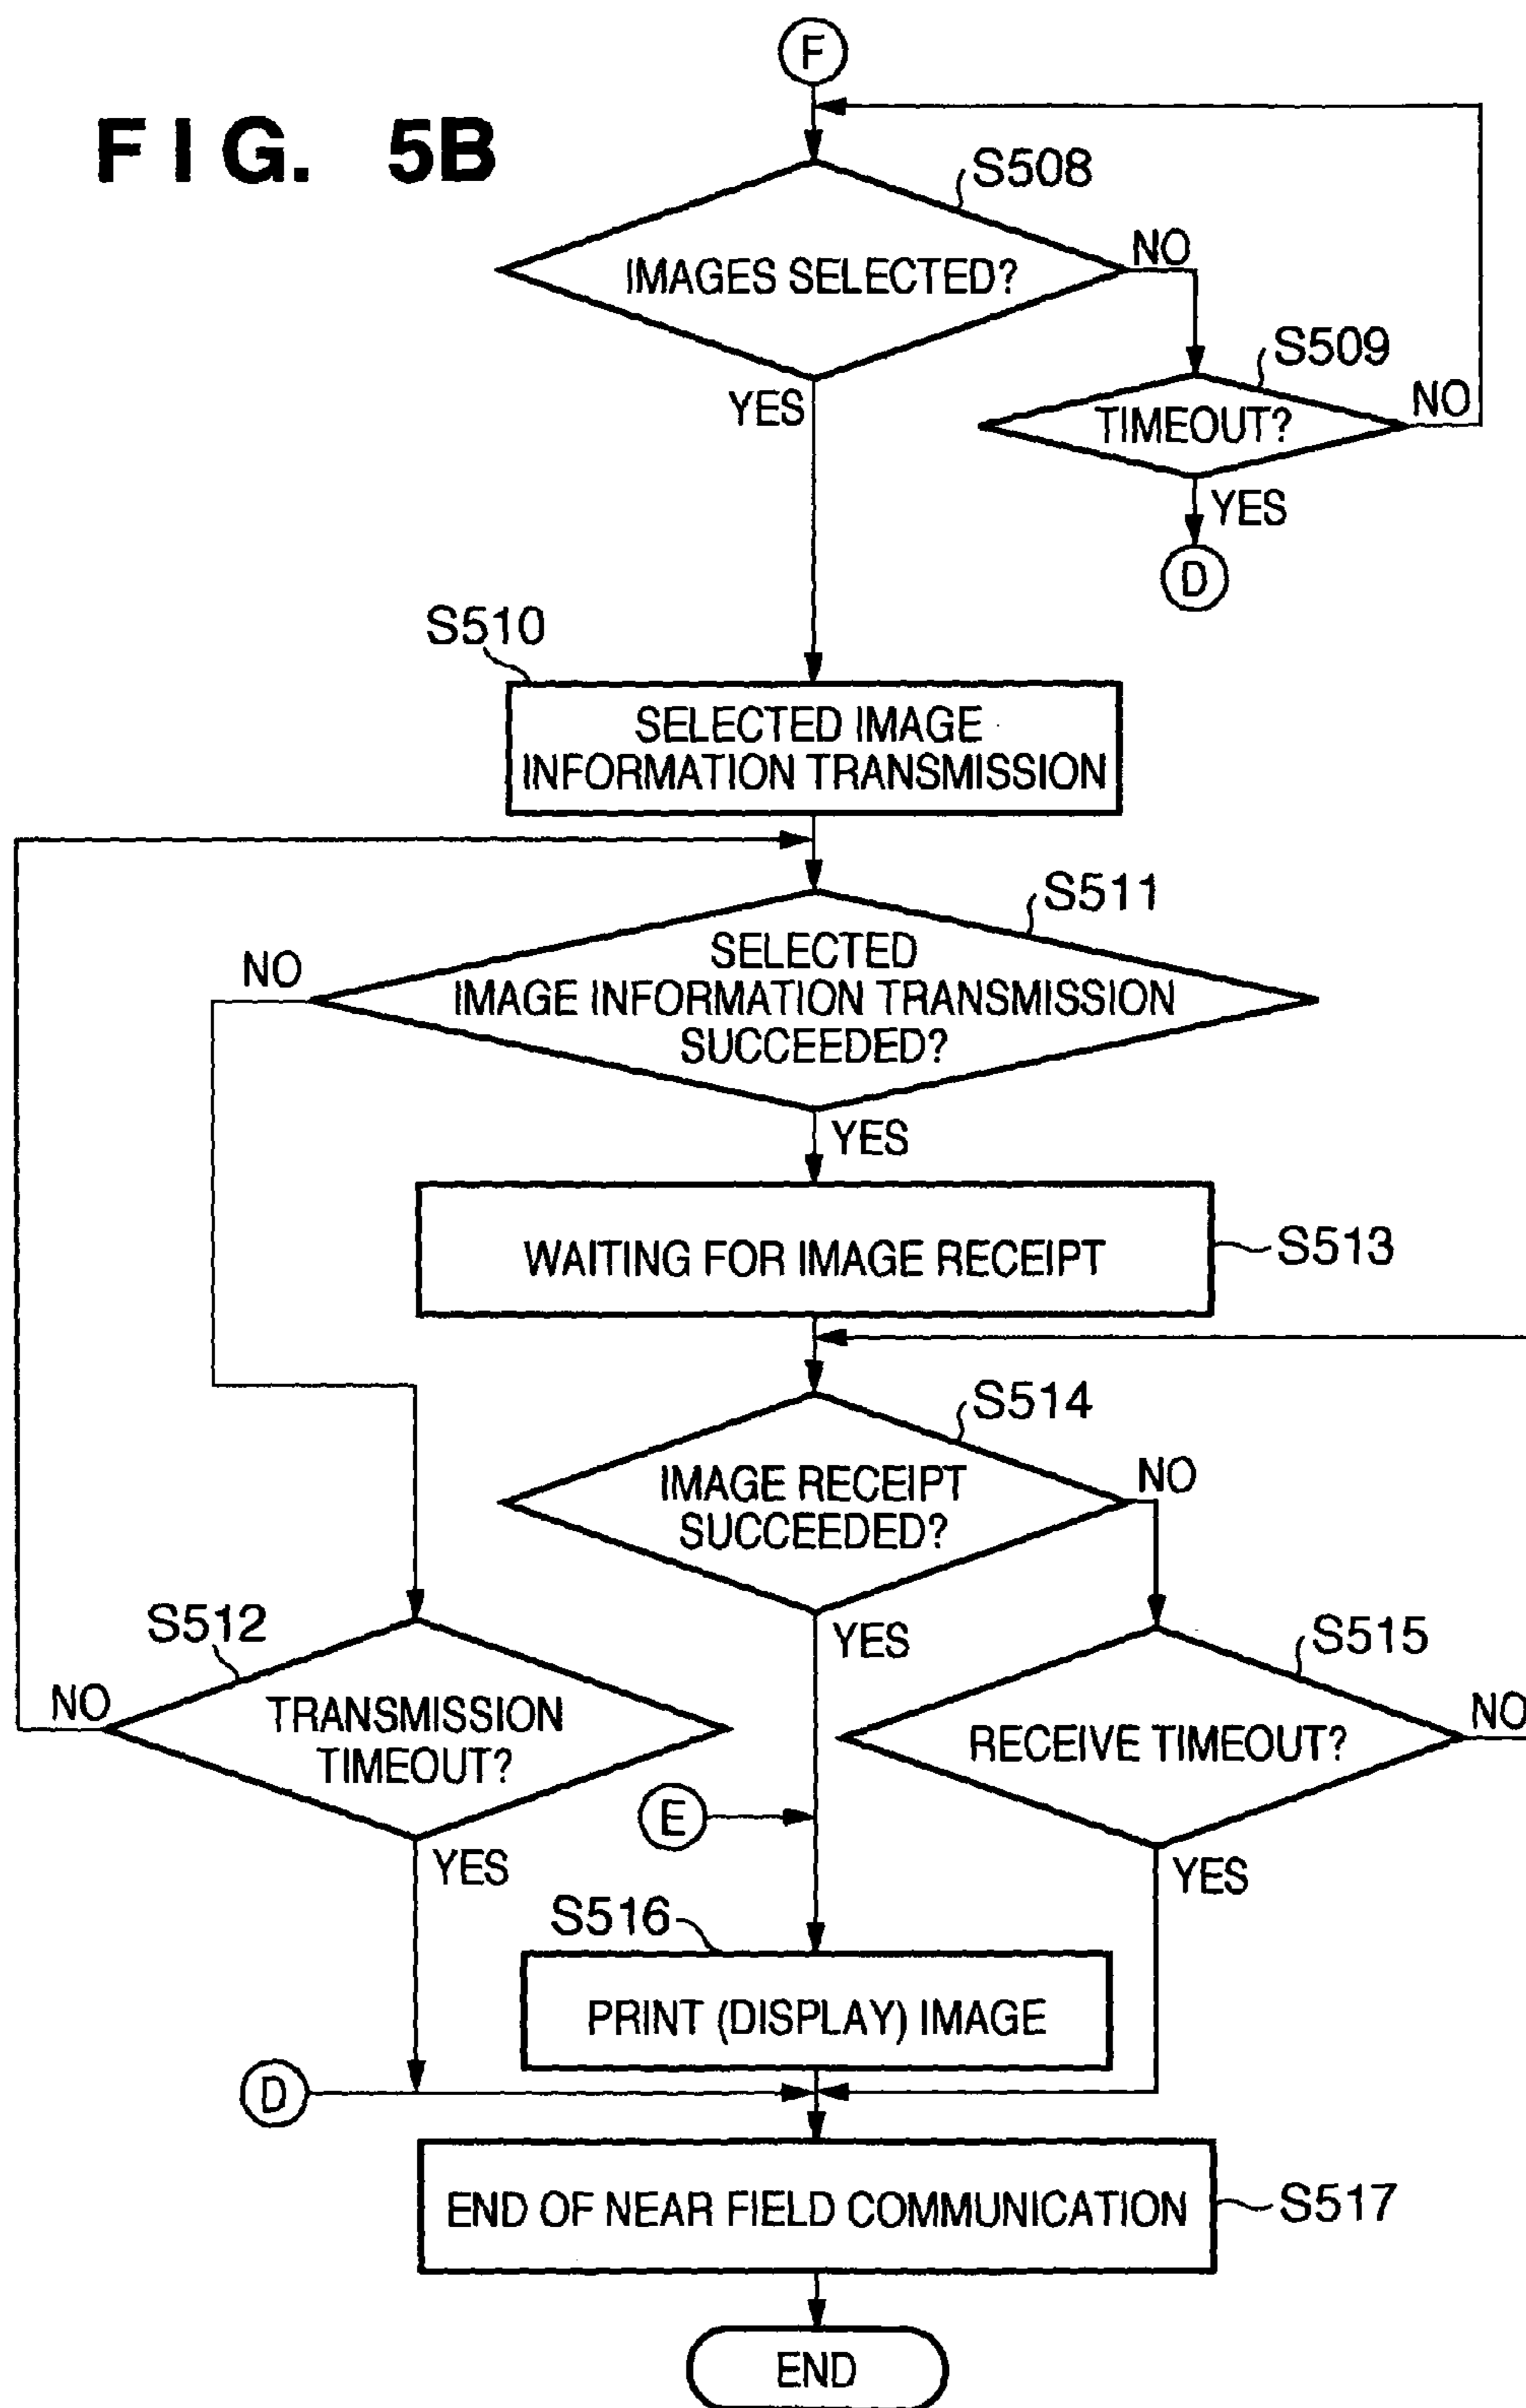 F
FIG. 5B
S508
IMAGES SELECTED?
NO
S509
TIMEOUT?
NO
YES
YES
D
S510
SELECTED IMAGE
INFORMATION TRANSMISSION
S511
NO
SELECTED
IMAGE INFORMATION TRANSMISSION
SUCCEEDED?
YES
WAITING FOR IMAGE RECEIPT
S513
S514
IMAGE RECEIPT
SUCCEEDED?
NO
S512
YES
S515
NO
TRANSMISSION
TIMEOUT?
RECEIVE TIMEOUT?
NO
E
YES
YES
S516
PRINT (DISPLAY) IMAGE
D
END OF NEAR FIELD COMMUNICATION
S517
END